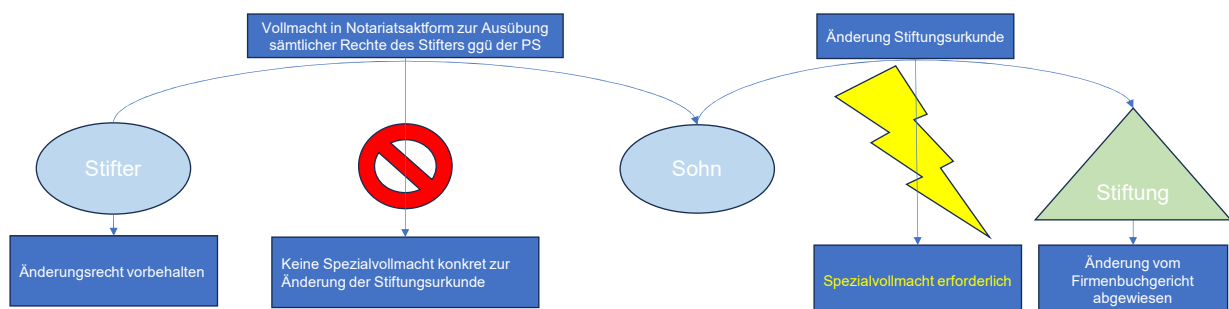 Vollmacht in Notariatsaktform zur Ausübung
sämtlicher Rechte des Stifters ggü der PS
Änderung Stiftungsurkunde
Stifter
Sohn
Stiftung
Änderungsrecht vorbehalten
Keine Spezialvollmacht konkret zur
Änderung der Stiftungsurkunde
Spezialvollmacht erforderlich
Änderung vom
Firmenbuchgericht
abgewiesen